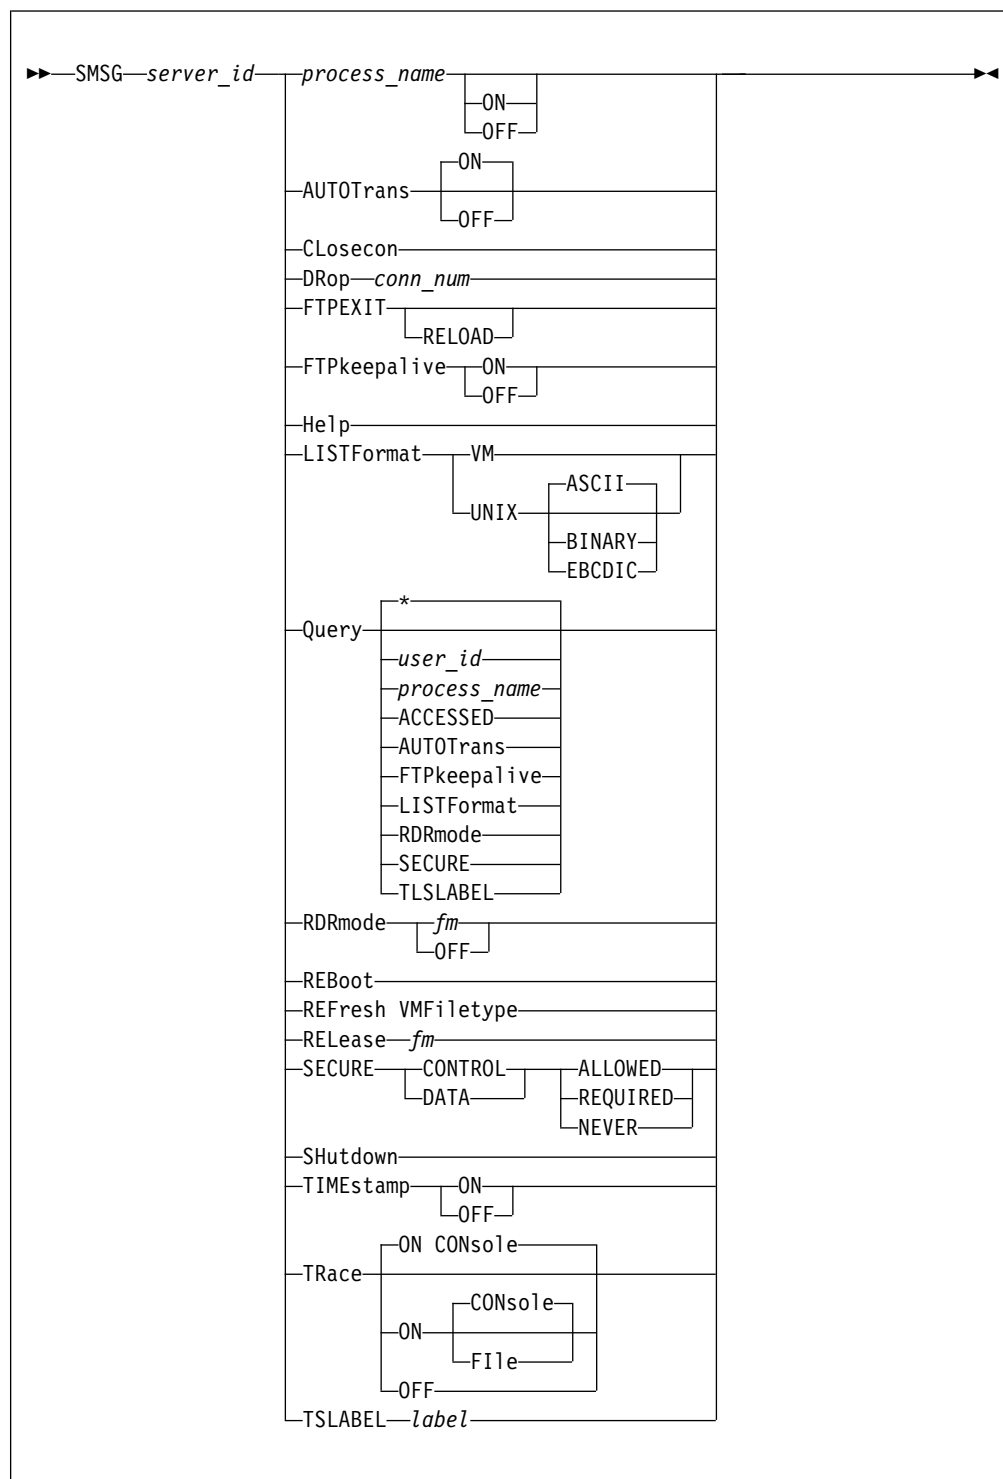 SMSG server_id process_name
ON
OFF
ON
AUTOTrans
OFF
CLosecon
DRop conn_num
FTPEXIT
RELOAD
FTPkeepalive ON
OFF
Help
LISTFormat VM
ASCII
UNIX
BINARY
EBCDIC
*
Query
user_id
process_name
ACCESSED
AUTOTrans
FTPkeepalive
LISTFormat
RDRmode
SECURE
TLSLABEL
RDRmode fm
OFF
REBoot
REFresh VMFiletype
RELease fm
SECURE CONTROL ALLOWED
DATA REQUIRED
NEVER
SHutdown
TIMEstamp ON
OFF
ON CONsole
TRace
CONsole
ON
FIle
OFF
TSLABEL label